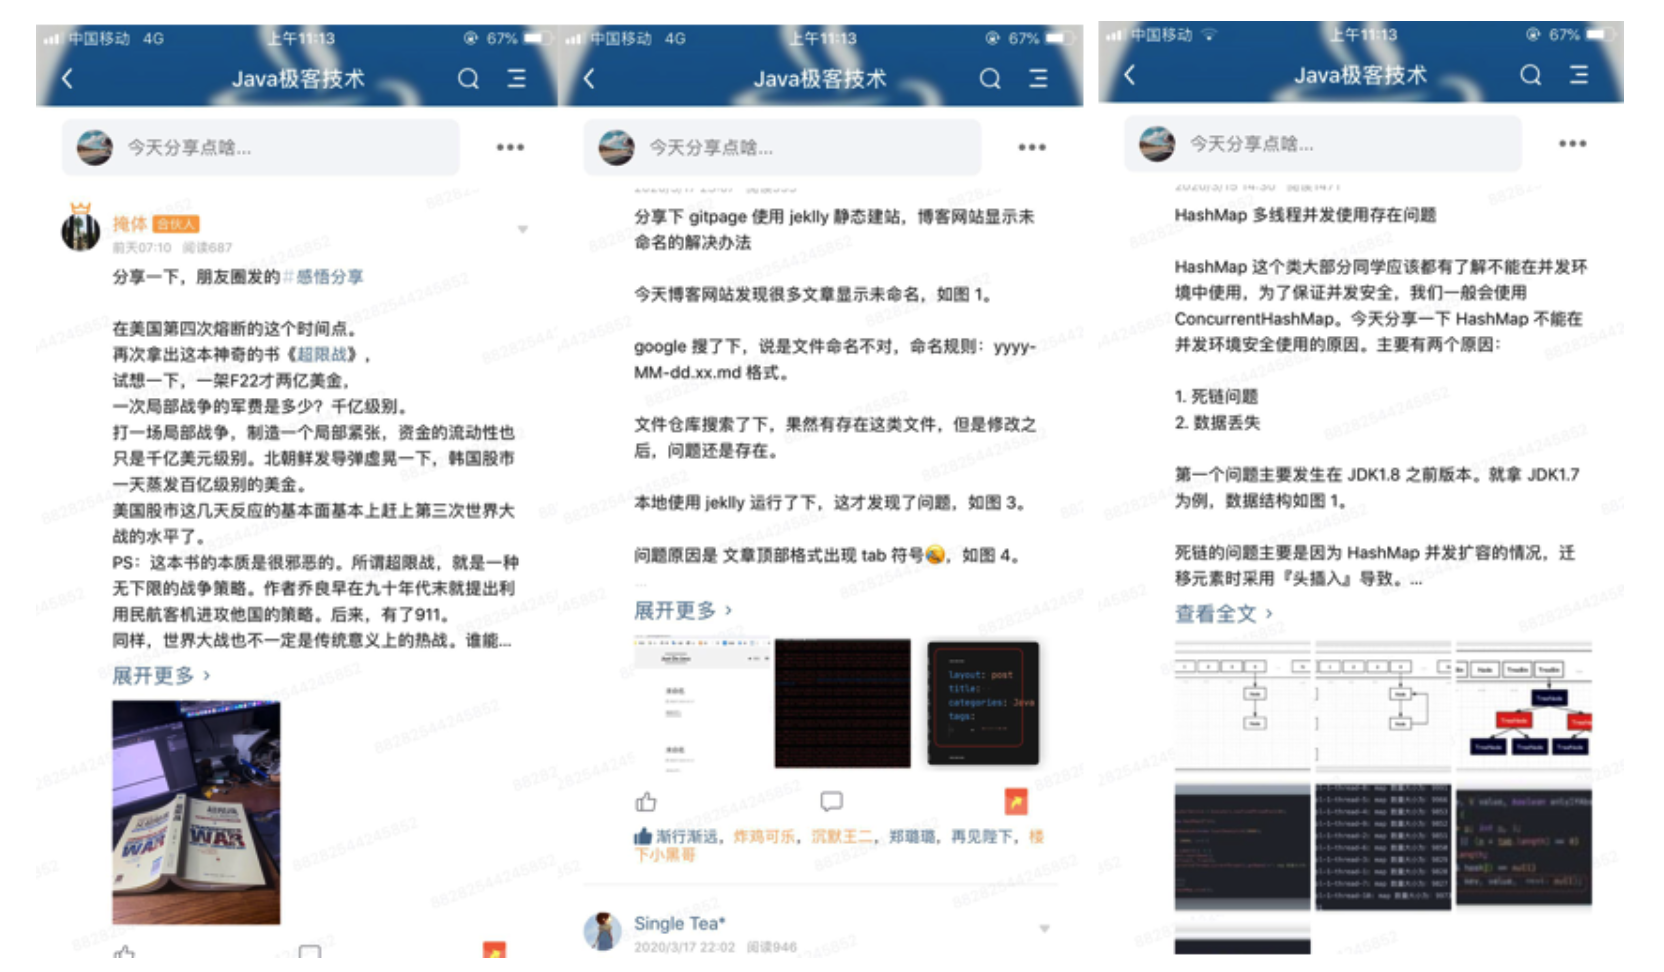 中国移动 4G 上午11:13 67%
Java极客技术
今天分享点啥...
掩体 合伙人
前天07:10 阅读687
分享一下，朋友圈发的#感悟分享
在美国第四次熔断的这个时间点。
再次拿出这本神奇的书《超限战》，
试想一下，一架F22才两亿美金，
一次局部战争的军费是多少？千亿级别。
打一场局部战争，制造一个局部紧张，资金的流动性也
只是千亿美元级别。北朝鲜发导弹虚晃一下，韩国股市
一天蒸发百亿级别的美金。
美国股市这几天反应的基本面基本上赶上第三次世界大
战的水平了。
PS：这本书的本质是很邪恶的。所谓超限战，就是一种
无下限的战争策略。作者乔良早在九十年代末就提出利
用民航客机进攻他国的策略。后来，有了911。
同样，世界大战也不一定是传统意义上的热战。谁能...
展开更多
WAR
WAR
中国移动 4G 上午11:13 67%
Java极客技术
今天分享点啥...
分享下 gitpage 使用 jeklly 静态建站，博客网站显示未
命名的解决办法
今天博客网站发现很多文章显示未命名，如图 1。
google 搜了下，说是文件命名不对，命名规则：yyyy-
MM-dd.xx.md 格式。
文件仓库搜索了下，果然有存在这类文件，但是修改之
后，问题还是存在。
本地使用 jeklly 运行了下，这才发现了问题，如图 3。
问题原因是 文章顶部格式出现 tab 符号，如图 4。
...
展开更多
layout: post
title:
categories: Java
tags:
渐行渐远，炸鸡可乐，沉默王二，郑璐璐，再见陛下，楼
下小黑哥
Single Tea*
2020/3/17 22:02 阅读946
中国移动 上午11:13 67%
Java极客技术
今天分享点啥...
2020/3/15 14:30 阅读1471
HashMap 多线程并发使用存在问题
HashMap 这个类大部分同学应该都有了解不能在并发环
境中使用，为了保证并发安全，我们一般会使用
ConcurrentHashMap。今天分享一下 HashMap 不能在
并发环境安全使用的原因。主要有两个原因：
1. 死链问题
2. 数据丢失
第一个问题主要发生在 JDK1.8 之前版本。就拿 JDK1.7
为例，数据结构如图 1。
死链的问题主要是因为 HashMap 并发扩容的情况，迁
移元素时采用『头插入』导致。...
查看全文
88282544245852